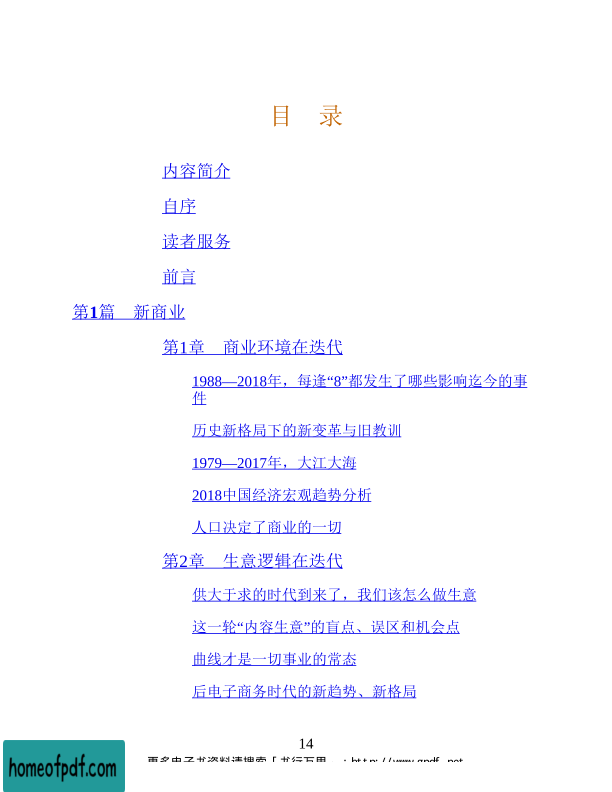 目 录
内容简介
自序
读者服务
前言
第1篇 新商业
第1章 商业环境在迭代
1988—2018年，每逢“8”都发生了哪些影响迄今的事
件
历史新格局下的新变革与旧教训
1979—2017年，大江大海
2018中国经济宏观趋势分析
人口决定了商业的一切
第2章 生意逻辑在迭代
供大于求的时代到来了，我们该怎么做生意
这一轮“内容生意”的盲点、误区和机会点
曲线才是一切事业的常态
后电子商务时代的新趋势、新格局
14
更多电子书资料请搜索「书行万里
homeofpdf.com